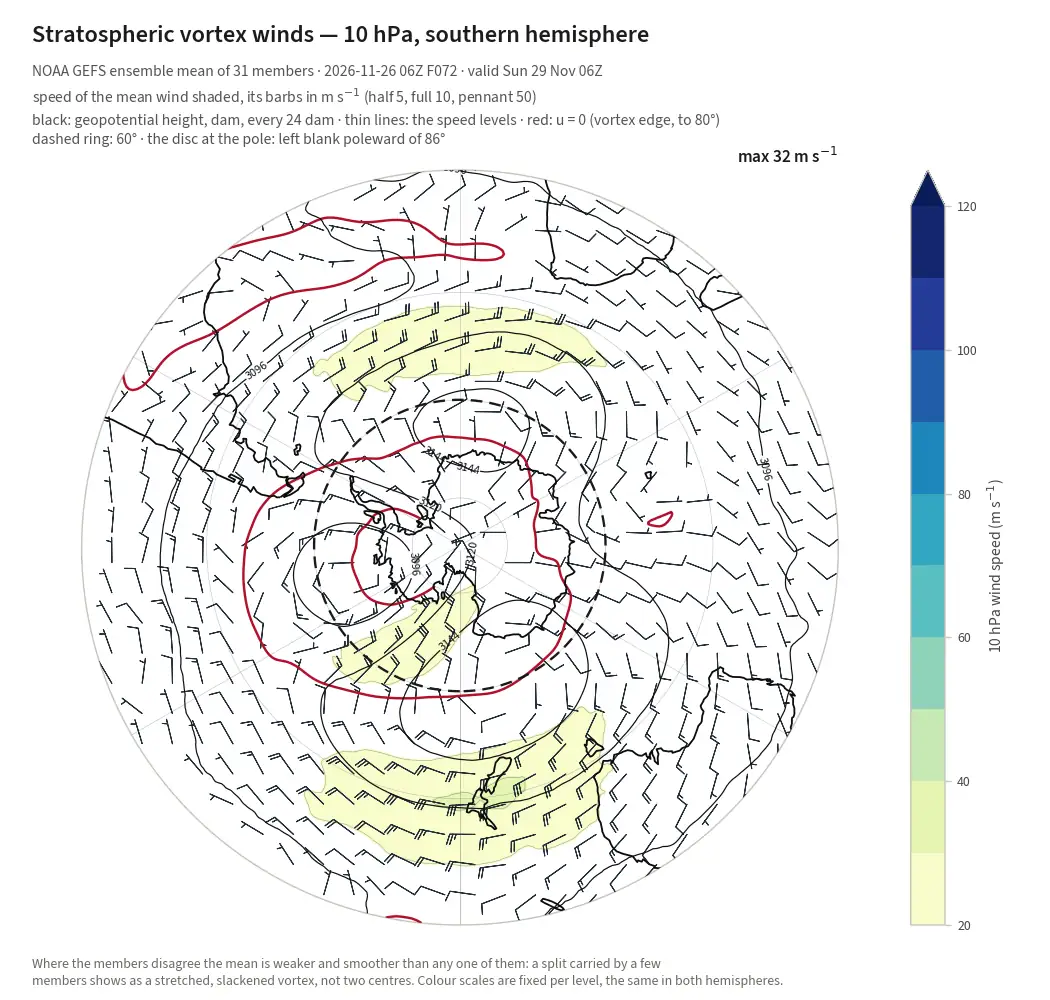 Stratospheric vortex winds — 10 hPa, southern hemisphere
NOAA GEFS ensemble mean of 31 members · 2026-11-26 06Z F072 · valid Sun 29 Nov 06Z
speed of the mean wind shaded, its barbs in m s⁻¹ (half 5, full 10, pennant 50)
black: geopotential height, dam, every 24 dam · thin lines: the speed levels · red: u = 0 (vortex edge, to 80°)
dashed ring: 60° · the disc at the pole: left blank poleward of 86°
max 32 m s⁻¹
120
100
80
60
40
20
10 hPa wind speed (m s⁻¹)
3096
3096
3144
3120
3096
3120
3144
Where the members disagree the mean is weaker and smoother than any one of them: a split carried by a few
members shows as a stretched, slackened vortex, not two centres. Colour scales are fixed per level, the same in both hemispheres.